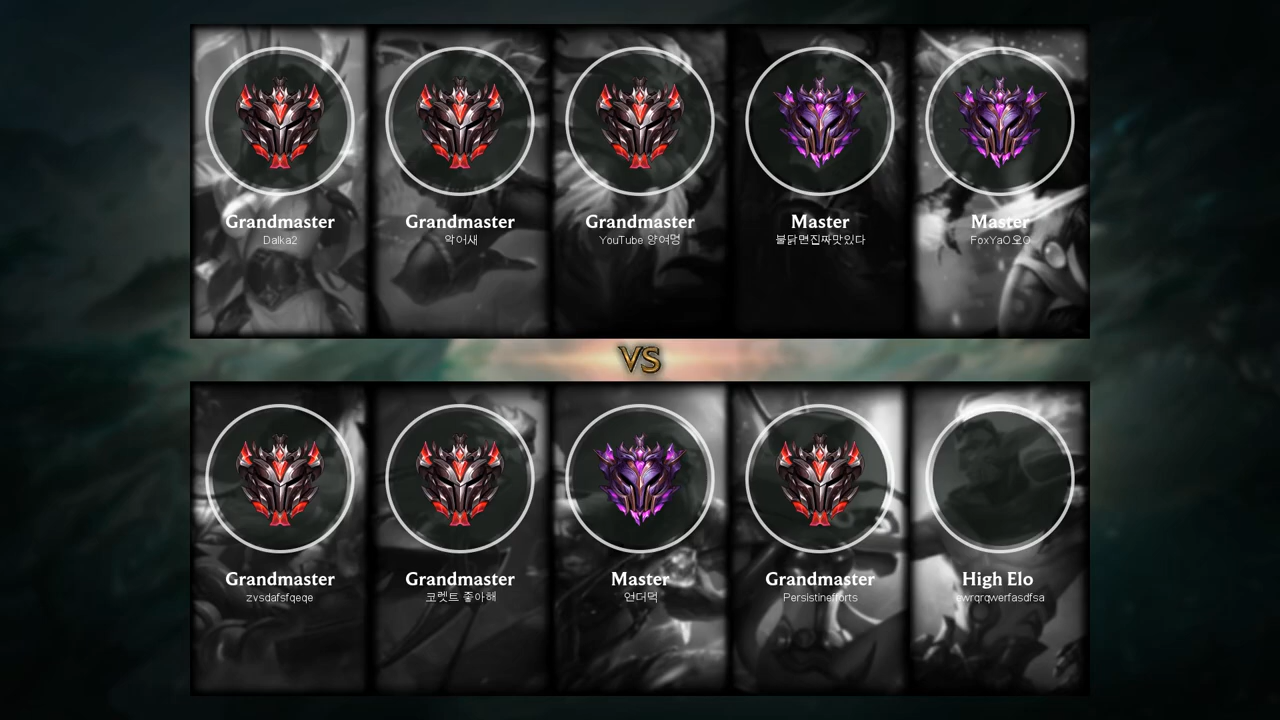 Grandmaster
Dalka2
Grandmaster
악어새
Grandmaster
YouTube 양여멍
Master
불닭면진짜맛있다
Master
FoxYaO오O
VS
Grandmaster
zvsdafsfqeqe
Grandmaster
코렛트 좋아해
Master
언더덕
Grandmaster
Persistinefforts
High Elo
ewrqrqwerfasdfsa